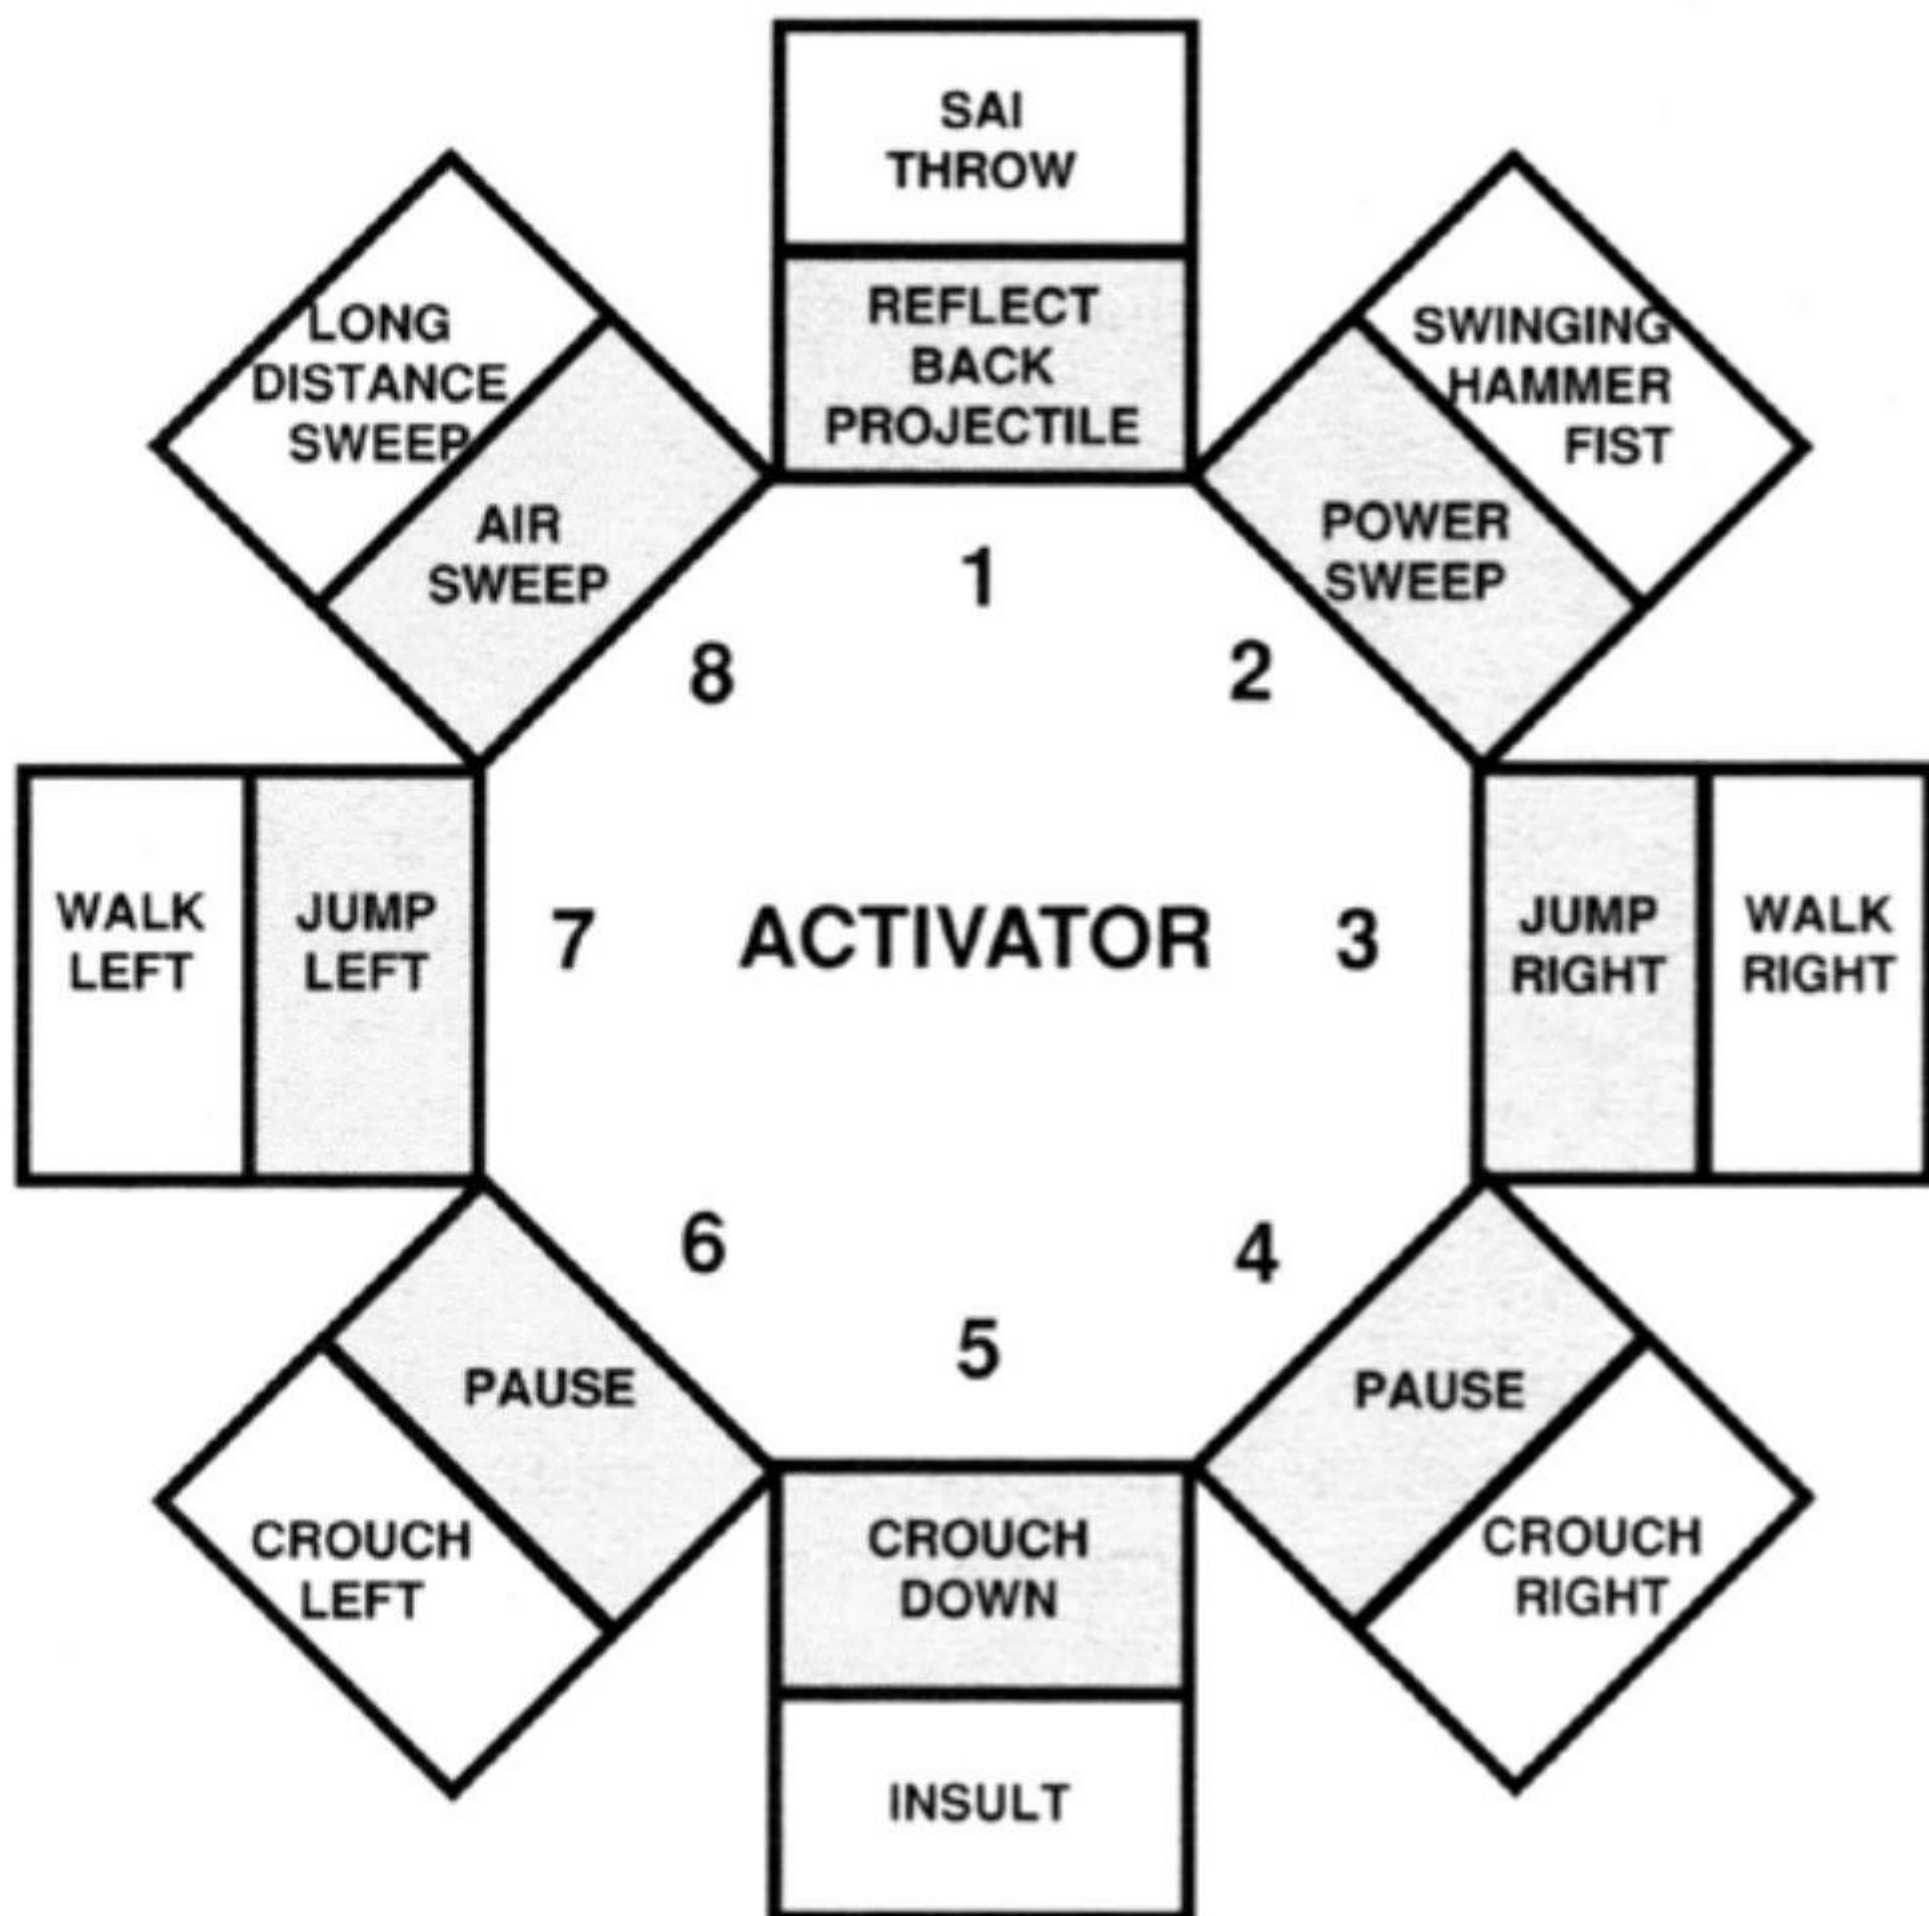 SAI
THROW
REFLECT
BACK
PROJECTILE
1
SWINGING
HAMMER
FIST
POWER
SWEEP
2
JUMP
RIGHT
WALK
RIGHT
3
PAUSE
CROUCH
RIGHT
4
5
CROUCH
DOWN
INSULT
6
PAUSE
CROUCH
LEFT
7
WALK
LEFT
JUMP
LEFT
8
LONG
DISTANCE
SWEEP
AIR
SWEEP
ACTIVATOR